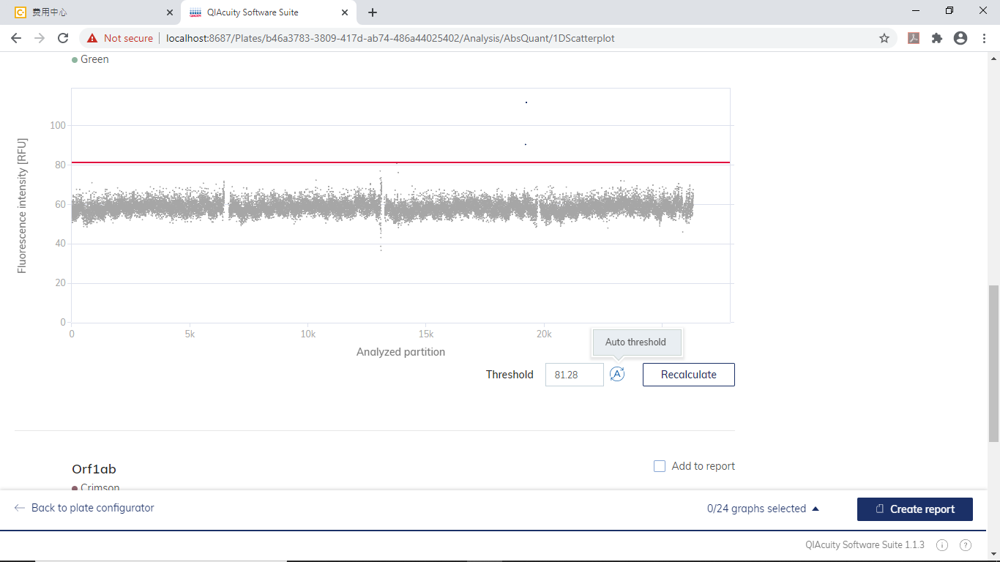 费用中心
QIAcuity Software Suite
Not secure
localhost:8687/Plates/b46a3783-3809-417d-ab74-486a44025402/Analysis/AbsQuant/1DScatterplot
Green
Fluorescence intensity [RFU]
100
80
60
40
20
0
0 5k 10k 15k 20k
Analyzed partition
Auto threshold
Threshold 81.28 A Recalculate
Orf1ab
Add to report
Crimson
Back to plate configurator
0/24 graphs selected
Create report
QIAcuity Software Suite 1.1.3